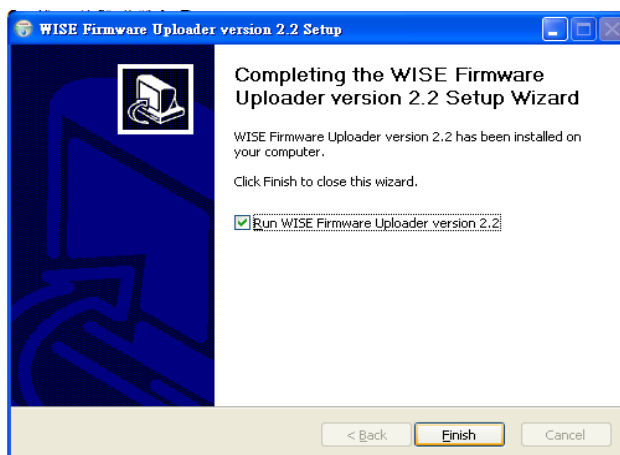 WISE Firmware Uploader version 2.2 Setup
Completing the WISE Firmware
Uploader version 2.2 Setup Wizard
WISE Firmware Uploader version 2.2 has been installed on
your computer.
Click Finish to close this wizard.
Run WISE Firmware Uploader version 2.2
< Back
Finish
Cancel